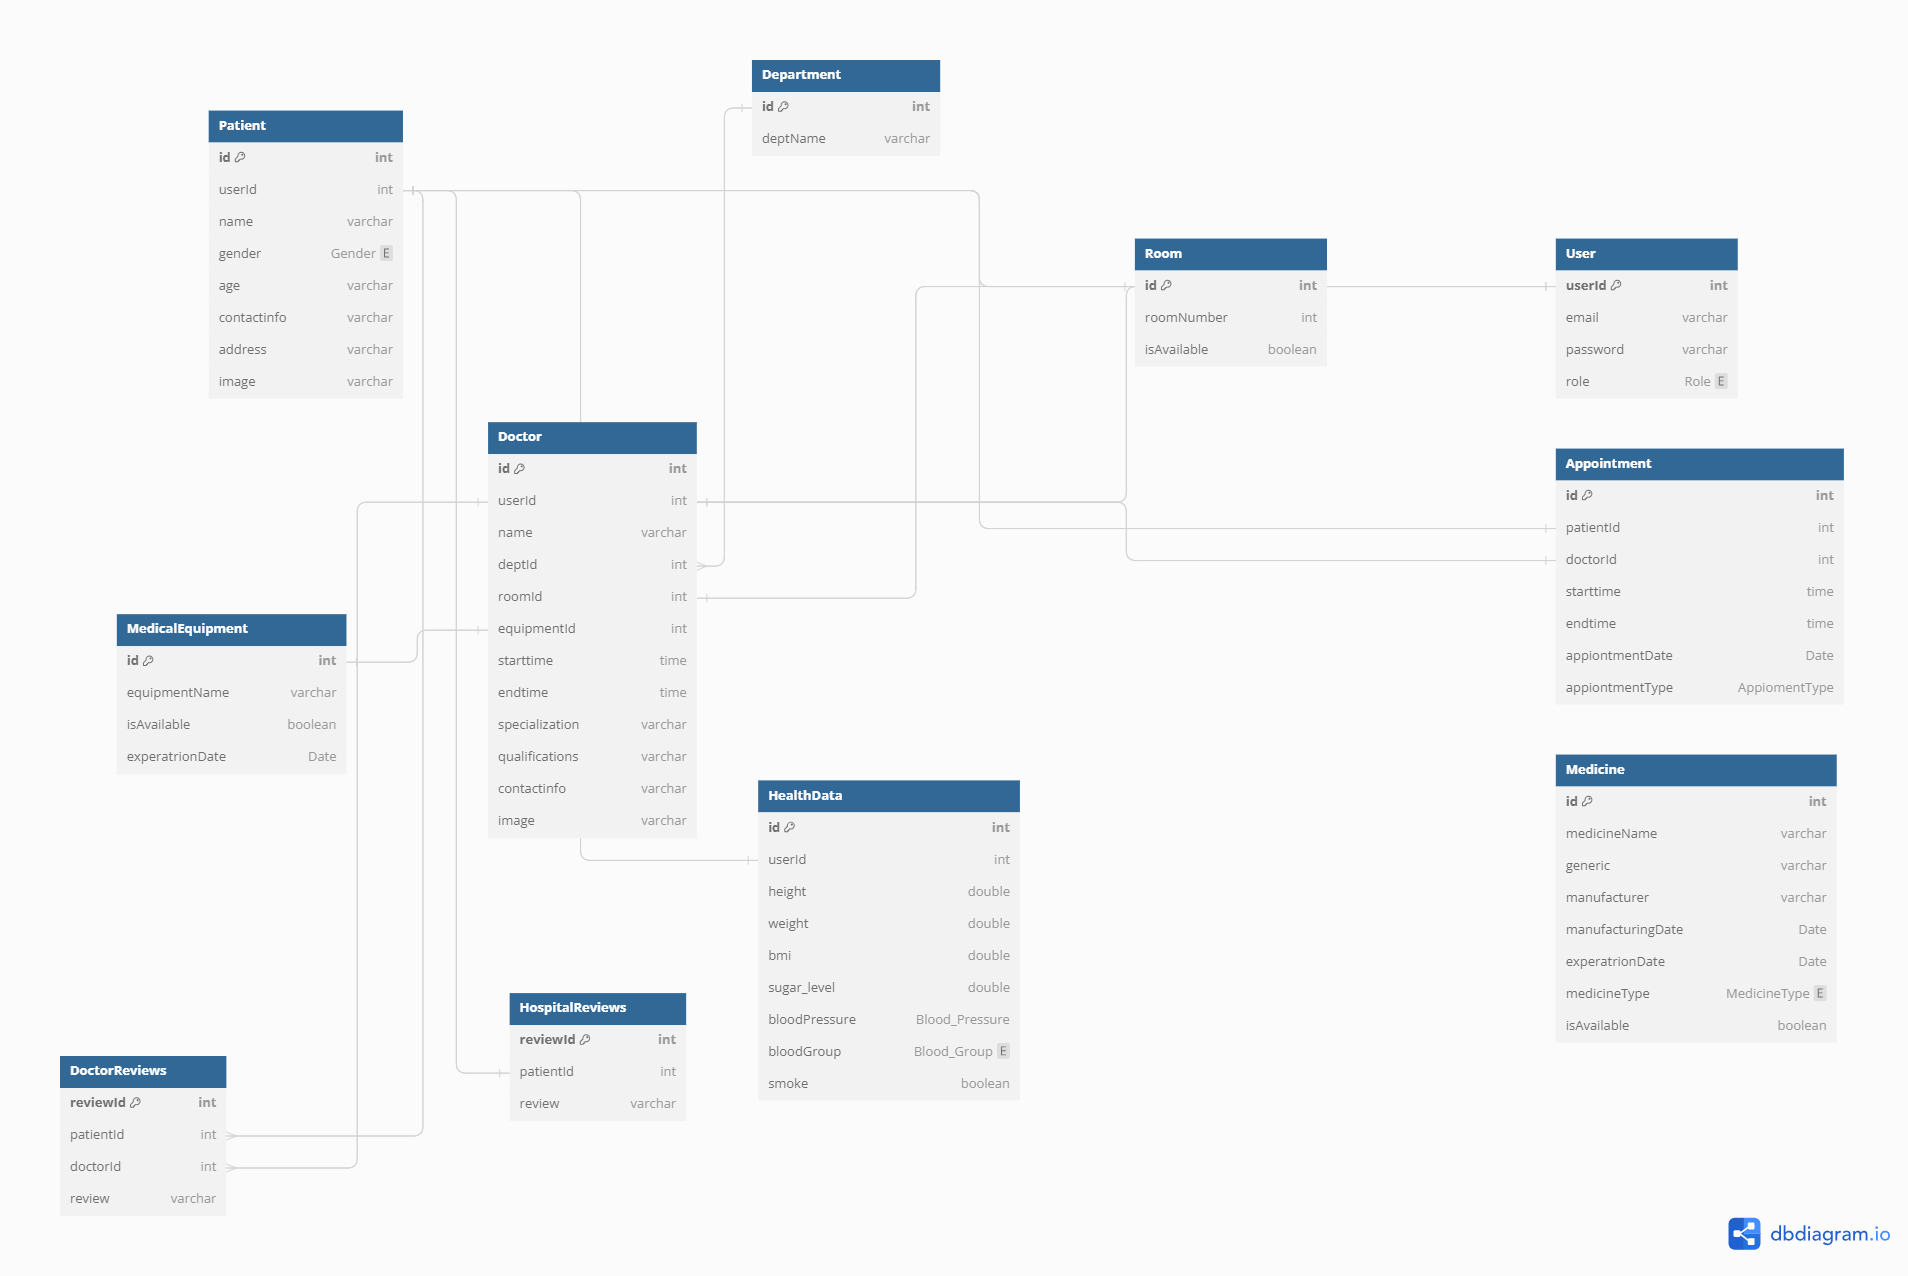 Department
id int
deptName varchar
Patient
id int
userId int
name varchar
gender Gender E
age varchar
contactinfo varchar
address varchar
image varchar
Room
id int
roomNumber int
isAvailable boolean
User
userId int
email varchar
password varchar
role Role E
Doctor
id int
userId int
name varchar
deptId int
roomId int
equipmentId int
starttime time
endtime time
specialization varchar
qualifications varchar
contactinfo varchar
image varchar
Appointment
id int
patientId int
doctorId int
starttime time
endtime time
appiontmentDate Date
appiontmentType AppiomentType
MedicalEquipment
id int
equipmentName varchar
isAvailable boolean
experatrionDate Date
HealthData
id int
userId int
height double
weight double
bmi double
sugar_level double
bloodPressure Blood_Pressure
bloodGroup Blood_Group E
smoke boolean
Medicine
id int
medicineName varchar
generic varchar
manufacturer varchar
manufacturingDate Date
experatrionDate Date
medicineType MedicineType E
isAvailable boolean
HospitalReviews
reviewId int
patientId int
review varchar
DoctorReviews
reviewId int
patientId int
doctorId int
review varchar
dbdiagram.io